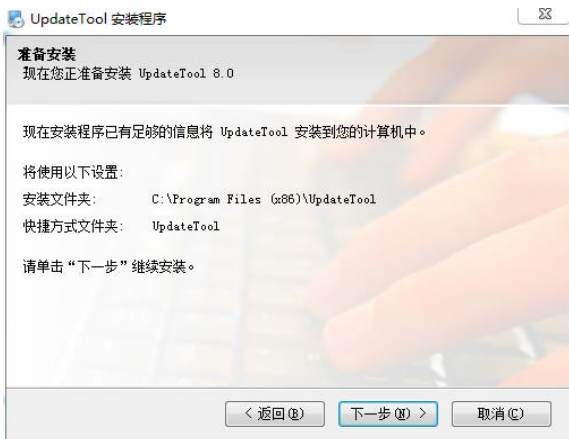 UpdateTool 安装程序
准备安装
现在您正准备安装 UpdateTool 8.0
现在安装程序已有足够的信息将 UpdateTool 安装到您的计算机中。
将使用以下设置:
安装文件夹: C:\Program Files (x86)\UpdateTool
快捷方式文件夹: UpdateTool
请单击“下一步”继续安装。
< 返回(B) 下一步(N) > 取消(C)